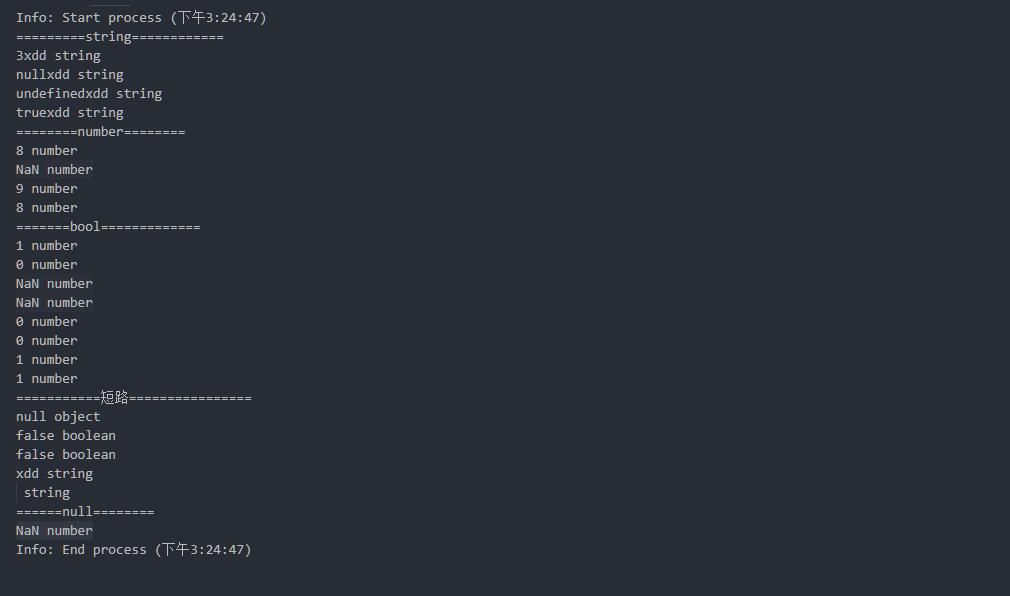 Info: Start process (下午3:24:47)
=========string============
3xdd string
nullxdd string
undefinedxdd string
truexdd string
========number========
8 number
NaN number
9 number
8 number
=======bool=============
1 number
0 number
NaN number
NaN number
0 number
0 number
1 number
1 number
===========短路================
null object
false boolean
false boolean
xdd string
string
======null========
NaN number
Info: End process (下午3:24:47)